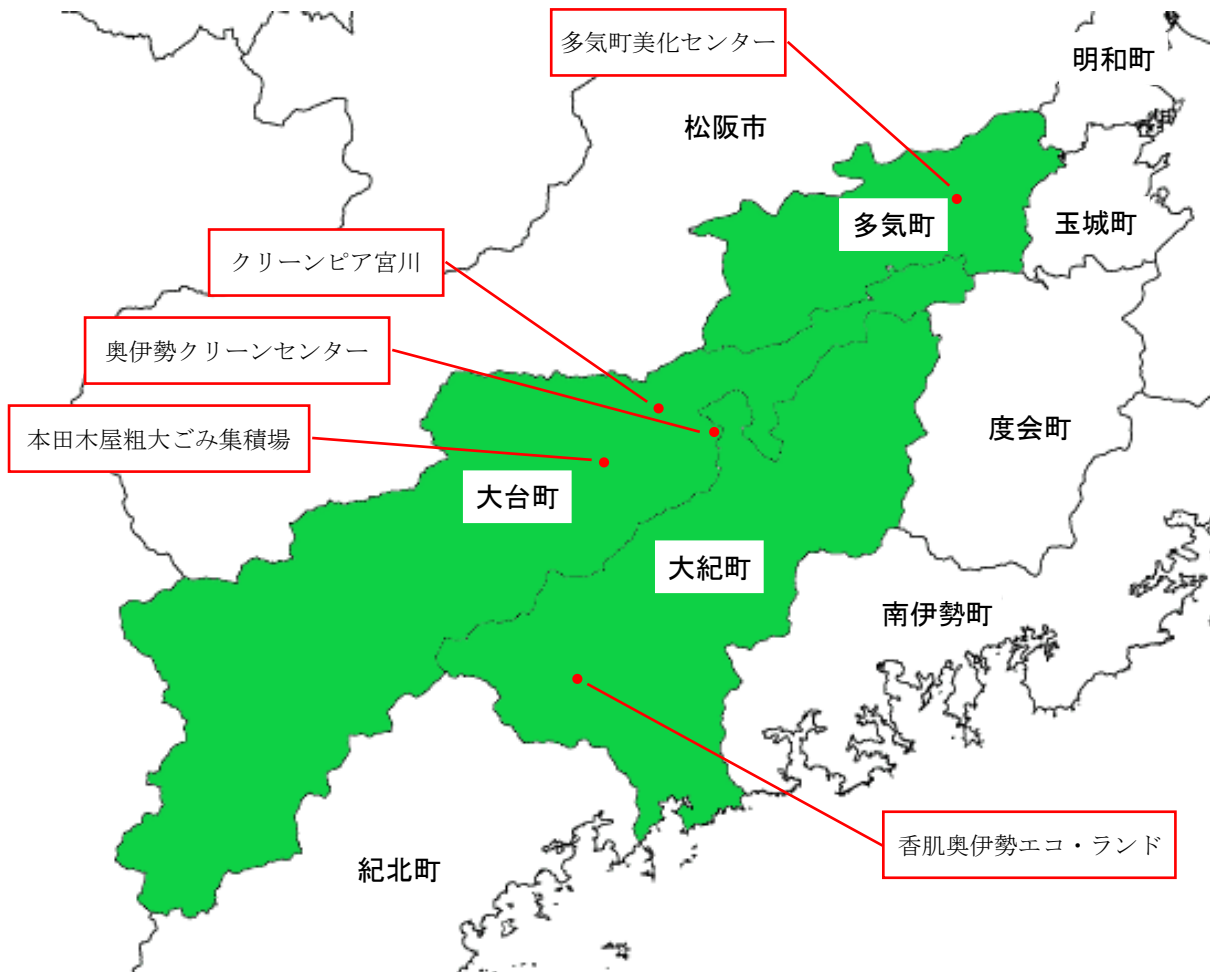 多気町美化センター
明和町
松阪市
多気町
玉城町
クリーンピア宮川
奥伊勢クリーンセンター
本田木屋粗大ごみ集積場
度会町
大台町
大紀町
南伊勢町
香肌奥伊勢エコ・ランド
紀北町